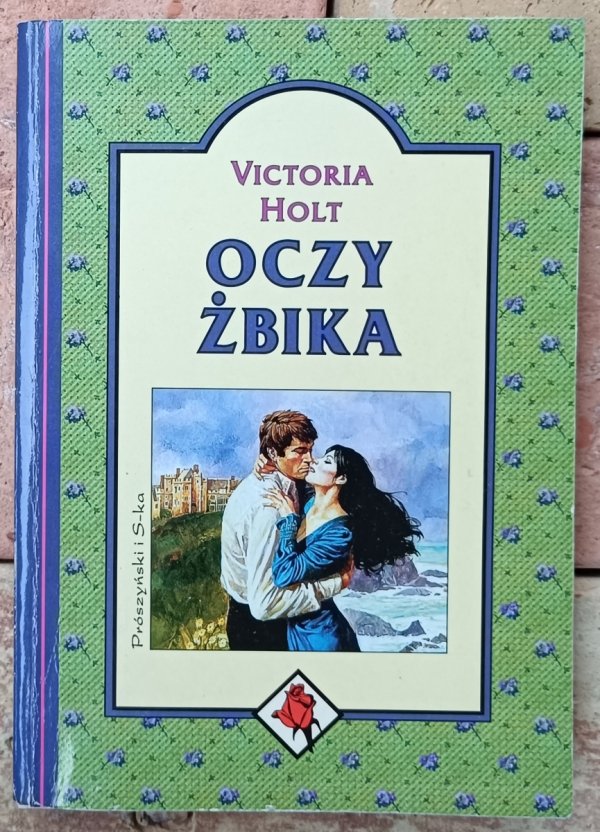 VICTORIA
HOLT
OCZY
ŻBIKA
Prószyński i S-ka